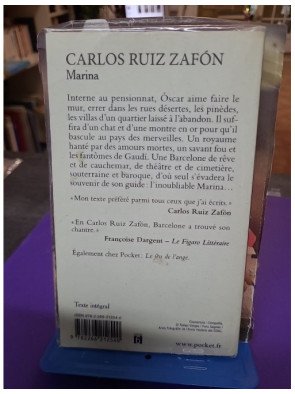 CARLOS RUIZ ZAFÓN
Marina
Interne au pensionnat, Óscar aime faire le
mur, errer dans les rues désertes, les pinèdes,
les villas d'un quartier laissé à l'abandon. Il suf-
fira d'un chat et d'une montre en or pour qu'il
bascule au pays des merveilles. Un royaume
hanté par des amours mortes, un savant fou et
les fantômes de Gaudí. Une Barcelone de rêve
et de cauchemar, de théâtre et de cimetière,
souterraine et baroque, d'où seul s'évadera le
souvenir de son guide : l'inoubliable Marina…
« Mon texte préféré parmi tous ceux que j'ai écrits. »
Carlos Ruiz Zafón
« En Carlos Ruiz Zafón, Barcelone a trouvé son
chantre. »
Françoise Dargent – Le Figaro Littéraire
Également chez Pocket : Le Jeu de l'ange.
Texte intégral
6
www.pocket.fr